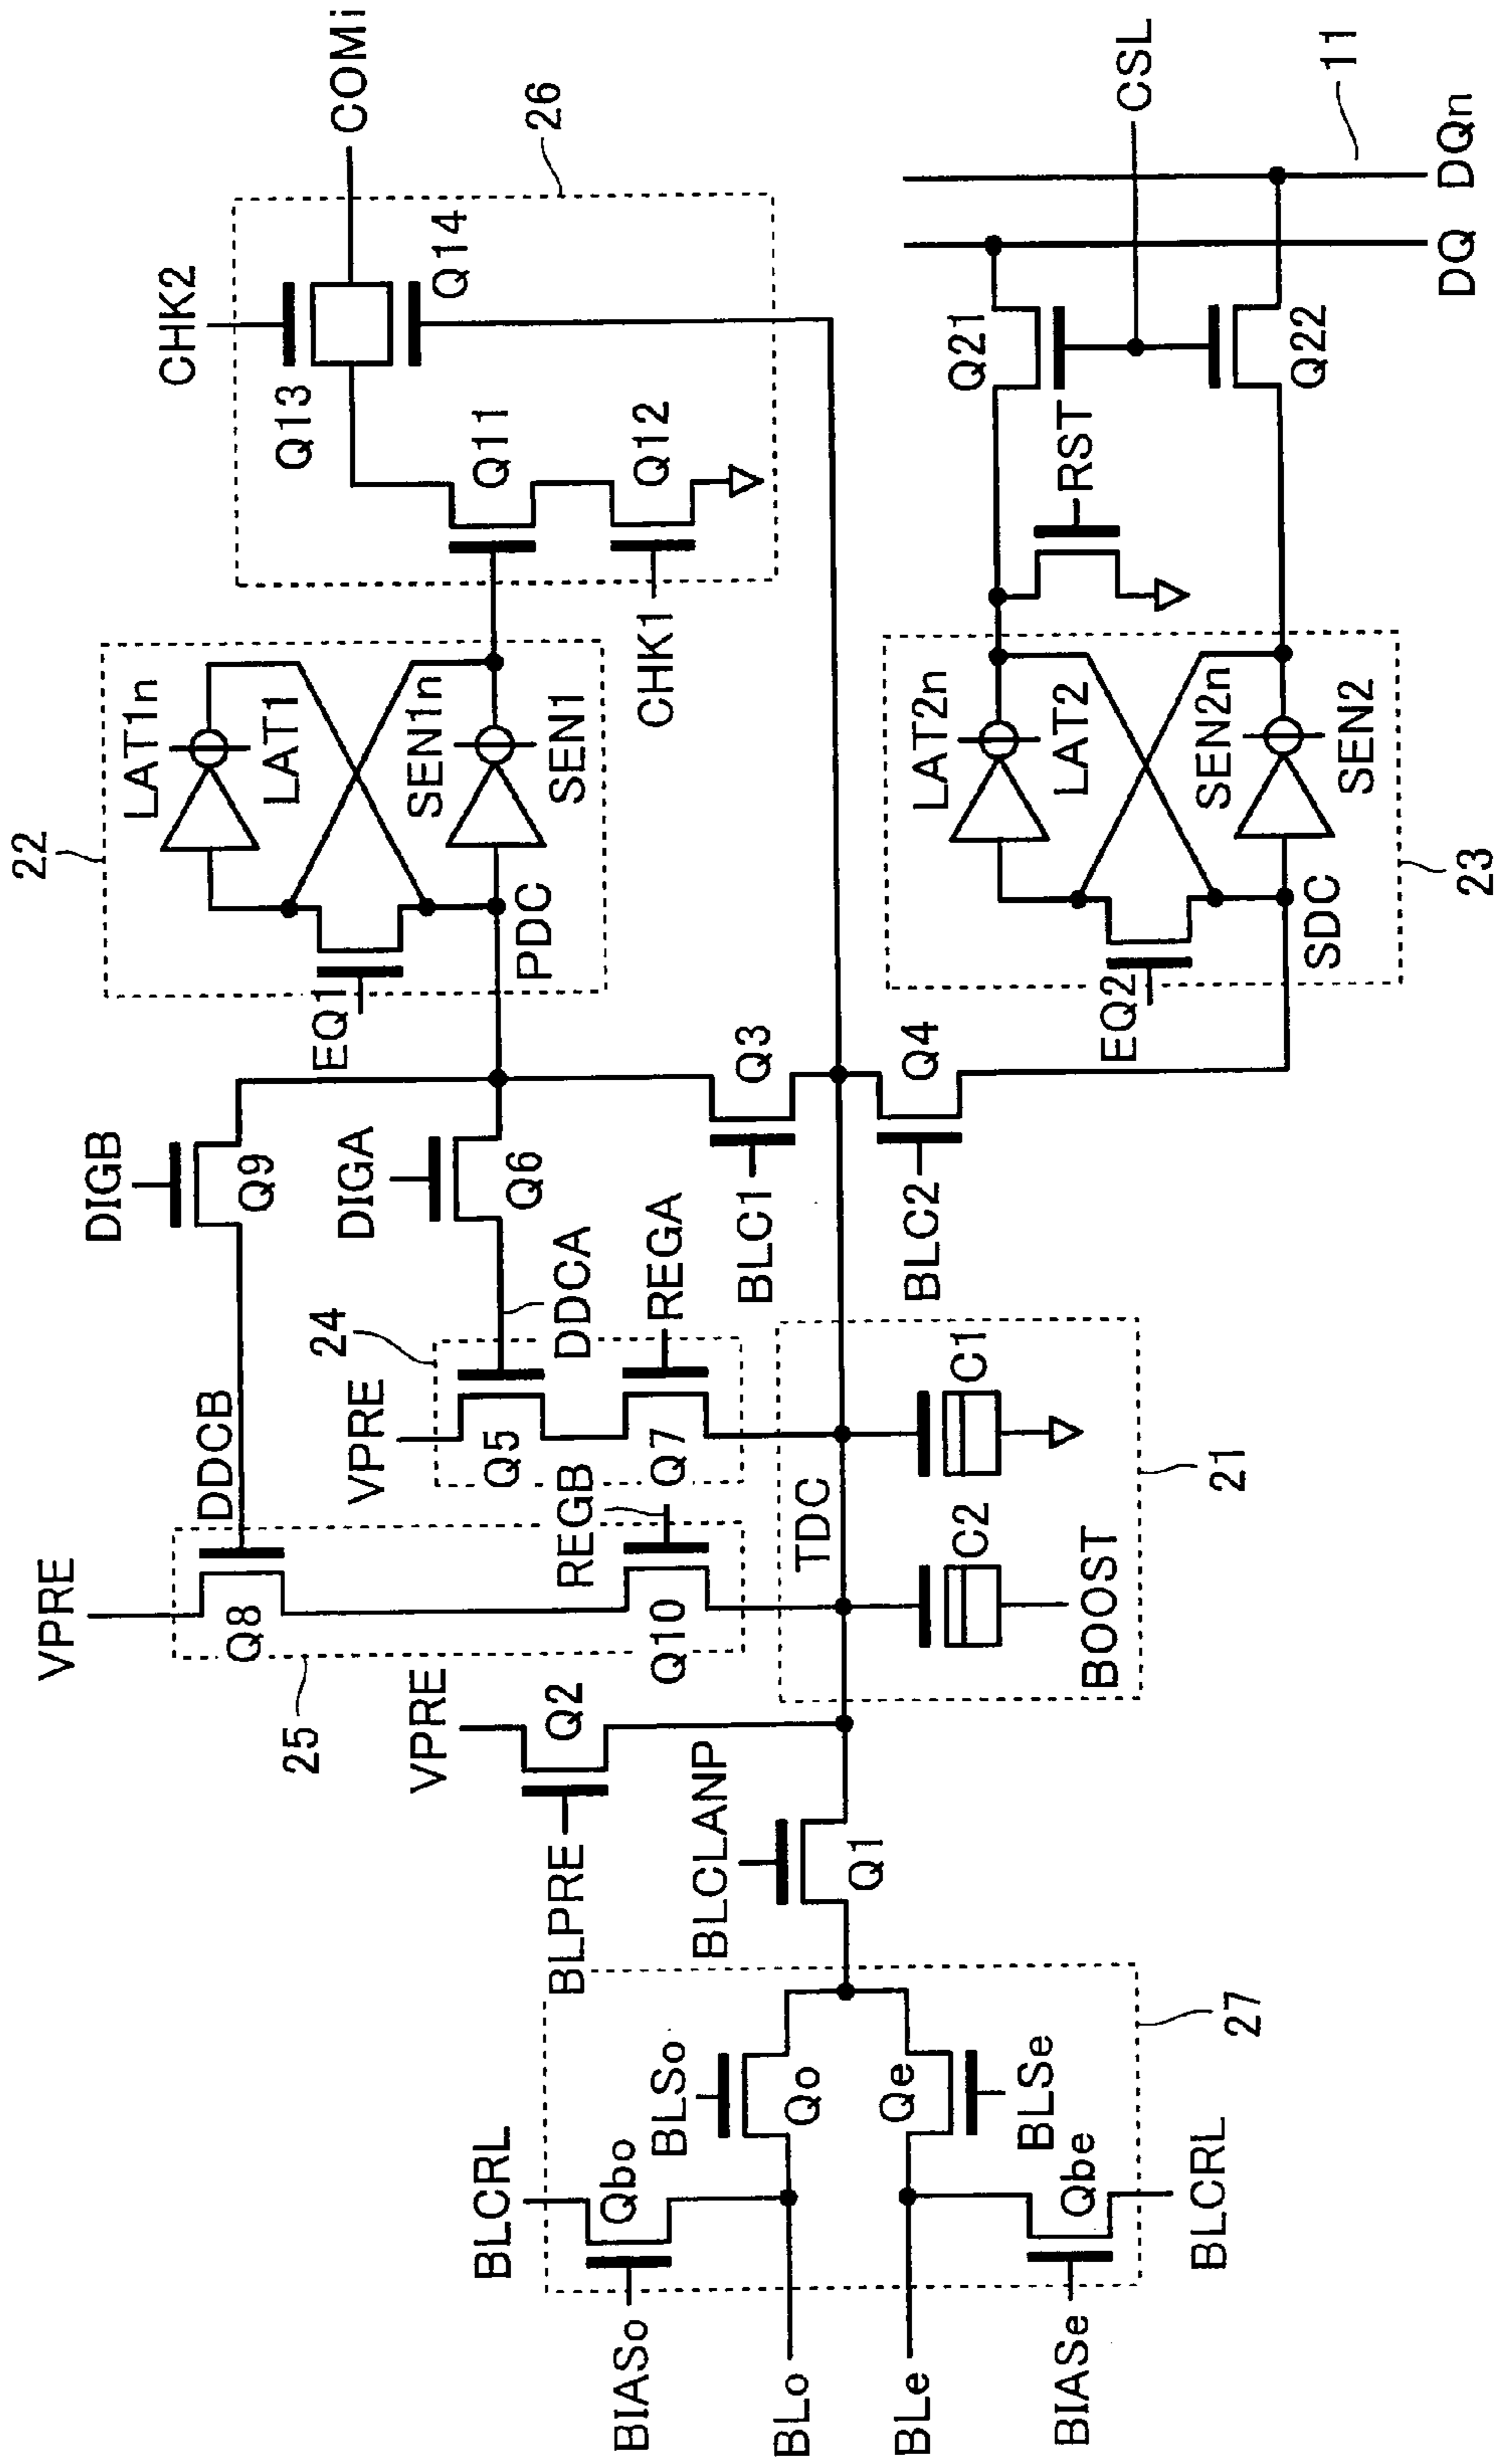 COMi
26
CHK2
Q14
Q13
Q11
Q12
CHK1
CSL
11
DQn
DQ
Q21
Q22
RST
22
LAT1n
LAT1
SEN1n
SEN1
PDC
EQ1
LAT2n
LAT2
SEN2n
SEN2
23
SDC
EQ2
DIGB
Q9
DIGA
Q6
Q3
Q4
BLC1
BLC2
DDCB
24
DDCA
REGA
VPRE
Q5
Q7
VPRE
Q8
REGB
Q10
25
TDC
C1
C2
21
BOOST
VPRE
Q2
BLPRE
BLCLANP
Q1
BLSo
Qo
Qe
BLSe
27
BLCRL
Qbo
Qbe
BLCRL
BIASo
BLo
BLe
BIASe